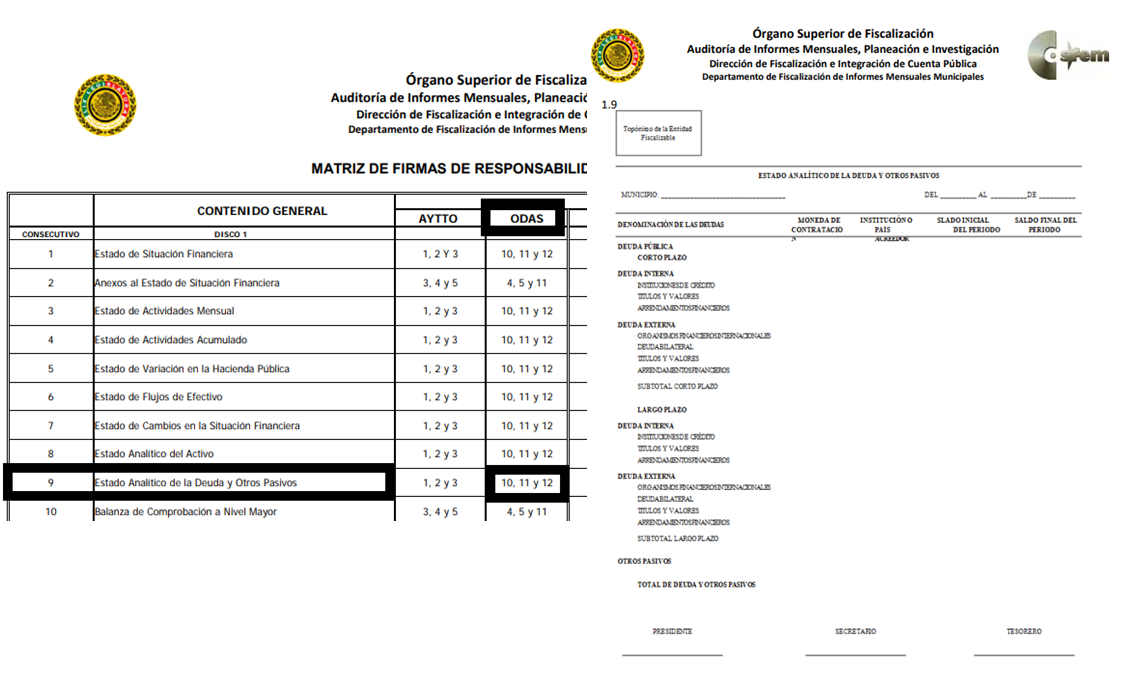 Órgano Superior de Fiscaliza
Auditoría de Informes Mensuales, Planeació
Dirección de Fiscalización e Integración de C
Departamento de Fiscalización de Informes Mensu
MATRIZ DE FIRMAS DE RESPONSABILID
CONTENIDO GENERAL
AYTTO ODAS
CONSECUTIVO DISCO 1
1 Estado de Situación Financiera 1, 2 Y 3 10, 11 y 12
2 Anexos al Estado de Situación Financiera 3, 4 y 5 4, 5 y 11
3 Estado de Actividades Mensual 1, 2 y 3 10, 11 y 12
4 Estado de Actividades Acumulado 1, 2 y 3 10, 11 y 12
5 Estado de Variación en la Hacienda Pública 1, 2 y 3 10, 11 y 12
6 Estado de Flujos de Efectivo 1, 2 y 3 10, 11 y 12
7 Estado de Cambios en la Situación Financiera 1, 2 y 3 10, 11 y 12
8 Estado Analítico del Activo 1, 2 y 3 10, 11 y 12
9 Estado Analítico de la Deuda y Otros Pasivos 1, 2 y 3 10, 11 y 12
10 Balanza de Comprobación a Nivel Mayor 3, 4 y 5 4, 5 y 11
Órgano Superior de Fiscalización
Auditoría de Informes Mensuales, Planeación e Investigación
Dirección de Fiscalización e Integración de Cuenta Pública
Departamento de Fiscalización de Informes Mensuales Municipales
osfem
1.9
Topónimo de la Entidad
Fiscalizable
ESTADO ANALÍTICO DE LA DEUDA Y OTROS PASIVOS
MUNICIPIO: ____ DEL ____ AL ____ DE ____
DENOMINACIÓN DE LAS DEUDAS MONEDA DE CONTRATACIÓN INSTITUCIÓN O PAIS ACREEDOR SLADO INICIAL DEL PERIODO SALDO FINAL DEL PERIODO
DEUDA PÚBLICA
CORTO PLAZO
DEUDA INTERNA
INSTITUCIONES DE CRÉDITO
TITULOS Y VALORES
ARRENDAMIENTOS FINANCIEROS
DEUDA EXTERNA
ORGANISMOS FINANCIEROS INTERNACIONALES
DEUDA BILATERAL
TITULOS Y VALORES
ARRENDAMIENTOS FINANCIEROS
SUBTOTAL CORTO PLAZO
LARGO PLAZO
DEUDA INTERNA
INSTITUCIONES DE CRÉDITO
TITULOS Y VALORES
ARRENDAMIENTOS FINANCIEROS
DEUDA EXTERNA
ORGANISMOS FINANCIEROS INTERNACIONALES
DEUDA BILATERAL
TITULOS Y VALORES
ARRENDAMIENTOS FINANCIEROS
SUBTOTAL LARGO PLAZO
OTROS PASIVOS
TOTAL DE DEUDA Y OTROS PASIVOS
PRESIDENTE SECRETARIO TESORERO